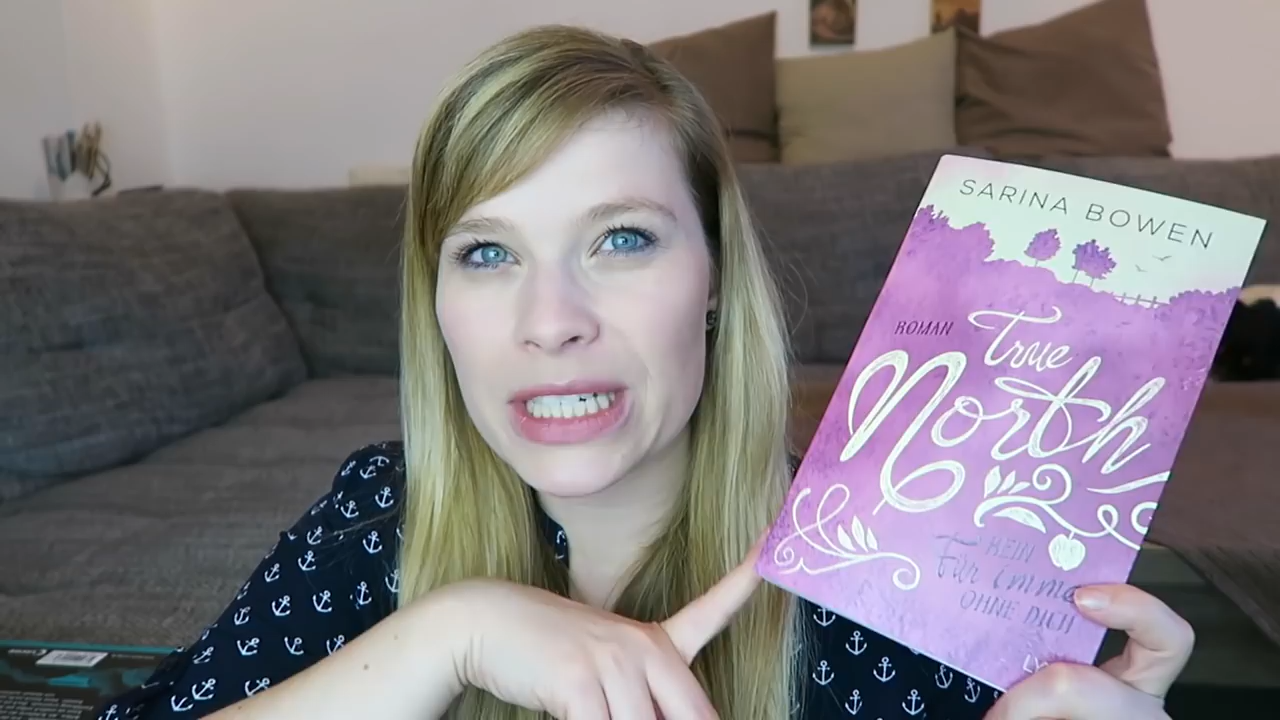 SARINA BOWEN
ROMAN
True
North
KEIN
Für immer
OHNE DICH